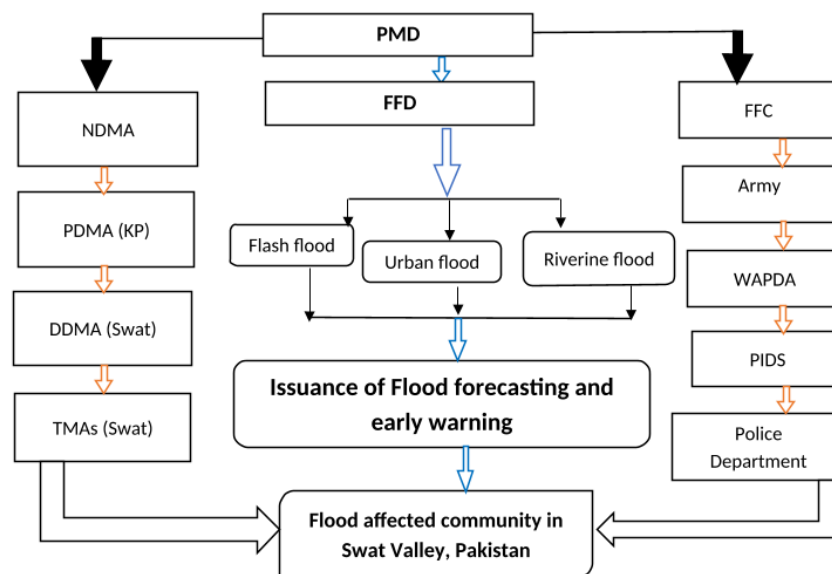 PMD
FFD
NDMA
FFC
PDMA (KP)
Army
Flash flood
Urban flood
Riverine flood
WAPDA
DDMA (Swat)
PIDS
Issuance of Flood forecasting and
early warning
TMAs (Swat)
Police
Department
Flood affected community in
Swat Valley, Pakistan